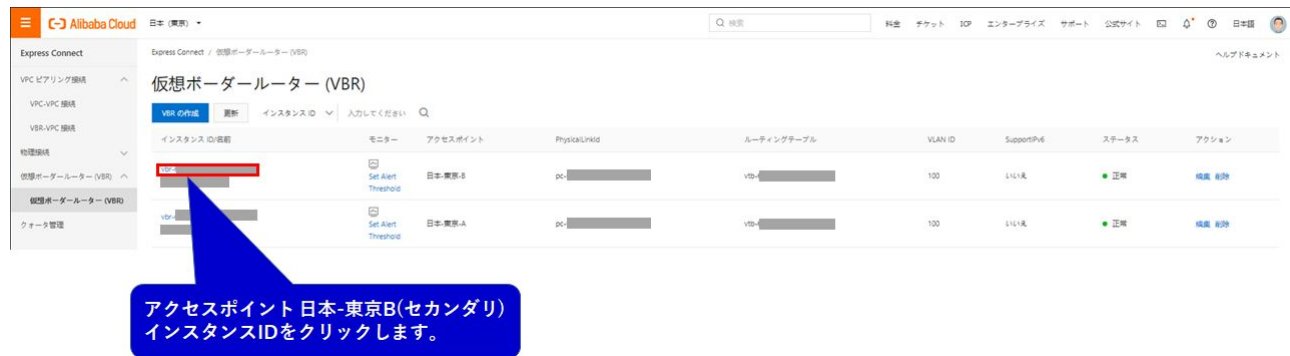 Alibaba Cloud 日本 (東京) 検索 料金 チケット ICP エンタープライズ サポート 公式サイト 日本語
Express Connect
Express Connect / 仮想ボーダールーター (VBR)
ヘルプドキュメント
VPC ピアリング接続
VPC-VPC 接続
VBR-VPC 接続
物理接続
仮想ボーダールーター (VBR)
仮想ボーダールーター (VBR)
クォータ管理
仮想ボーダールーター (VBR)
VBR の作成 更新 インスタンス ID 入力してください
インスタンス ID/名前 モニター アクセスポイント PhysicalLinkId ルーティングテーブル VLAN ID SupportIPv6 ステータス アクション
vbr- Set Alert Threshold 日本-東京-B pc- vtb- 100 いいえ 正常 編集 削除
vbr- Set Alert Threshold 日本-東京-A pc- vtb- 100 いいえ 正常 編集 削除
アクセスポイント 日本-東京B(セカンダリ)
インスタンスIDをクリックします。